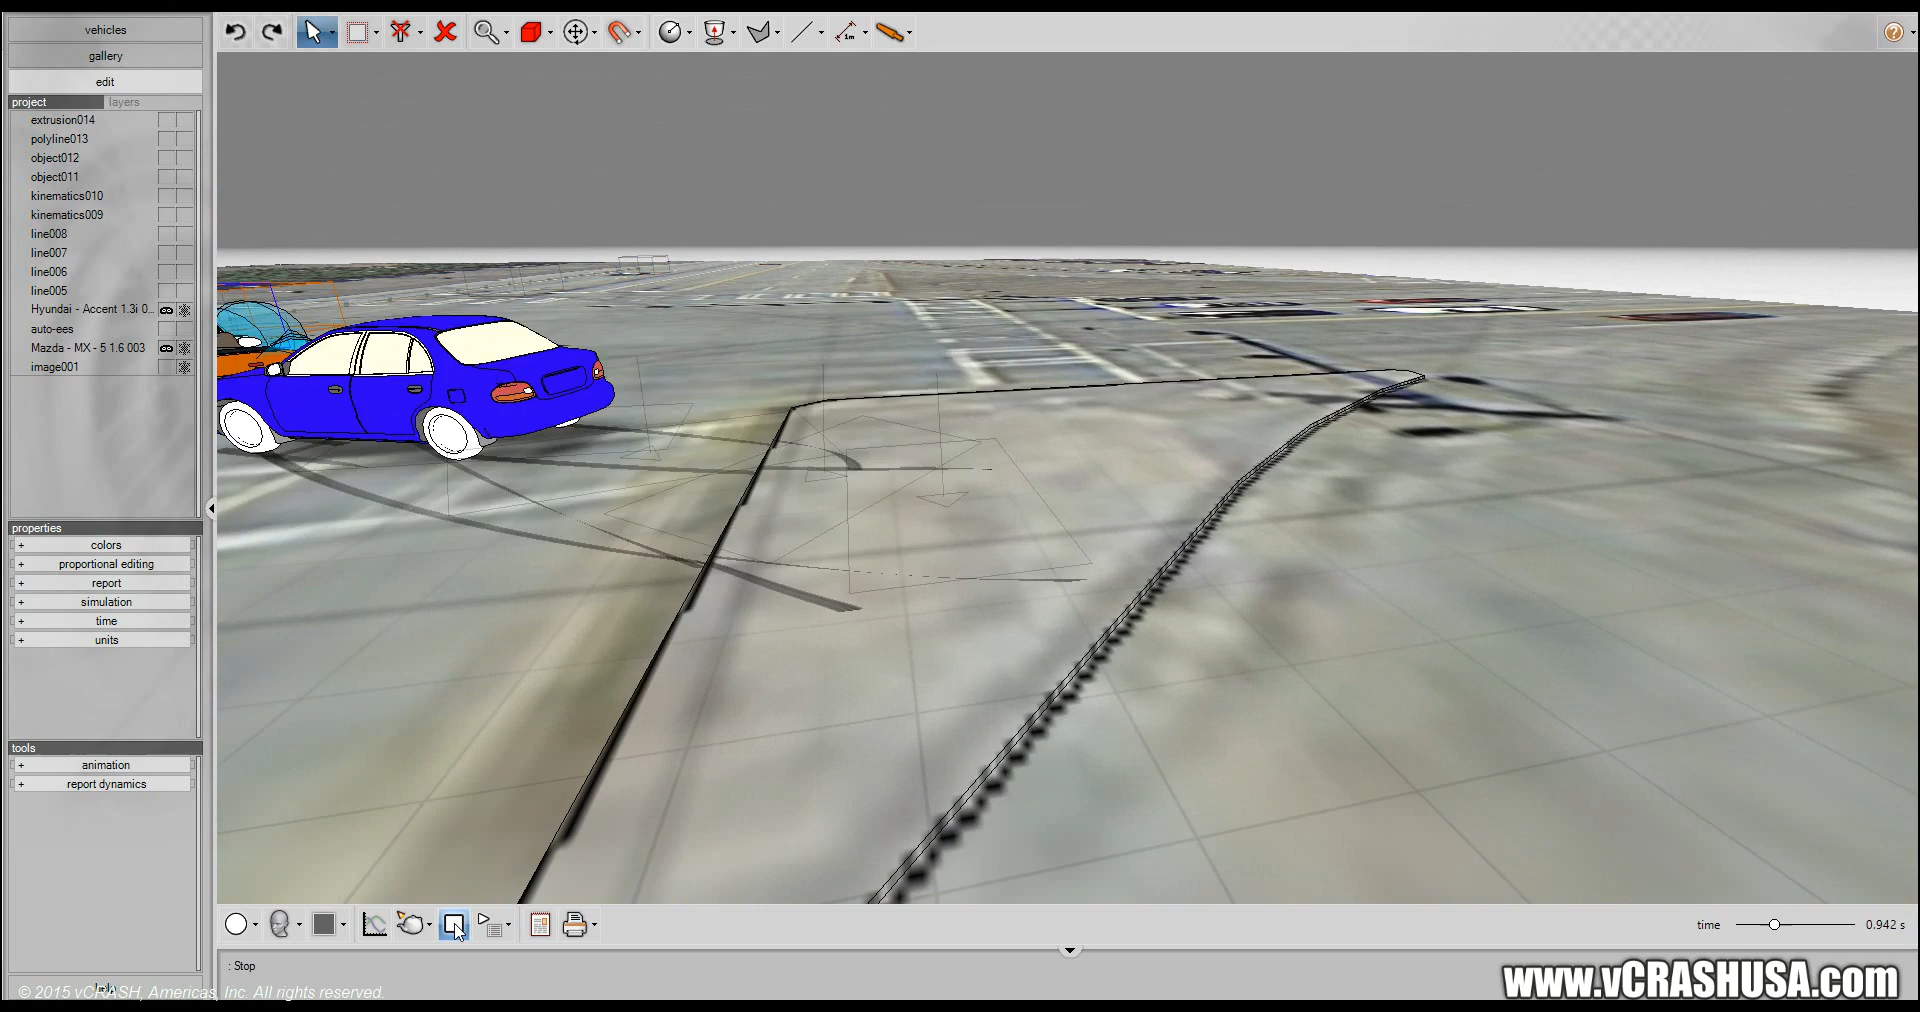 vehicles
gallery
edit
project layers
extrusion014
polyline013
object012
object011
kinematics010
kinematics009
line008
line007
line006
line005
Hyundai - Accent 1.3i 0...
auto-ees
Mazda - MX - 5 1.6 003
image001
properties
+ colors
+ proportional editing
+ report
+ simulation
+ time
+ units
tools
+ animation
+ report dynamics
help
© 2015 vCRASH, Americas, Inc. All rights reserved.
1m
?
time 0.942 s
: Stop
www.vCRASHUSA.com